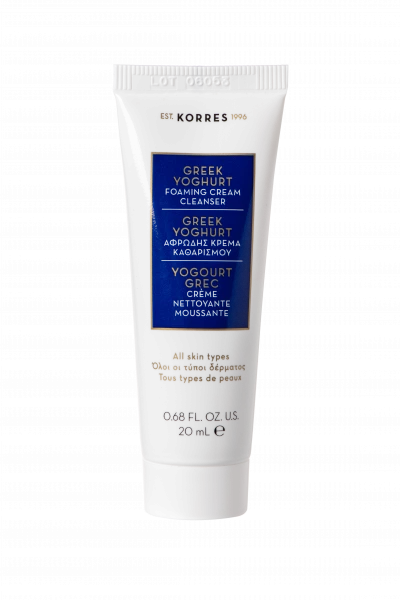 LOT 08063
EST. KORRES 1996
GREEK
YOGHURT
FOAMING CREAM
CLEANSER
GREEK
YOGHURT
ΑΦΡΩΔΗΣ ΚΡΕΜΑ
ΚΑΘΑΡΙΣΜΟΥ
YOGOURT
GREC
CRÈME
NETTOYANTE
MOUSSANTE
All skin types
Όλοι οι τύποι δέρματος
Tous types de peaux
0.68 FL. OZ. U.S.
20 mL ℮